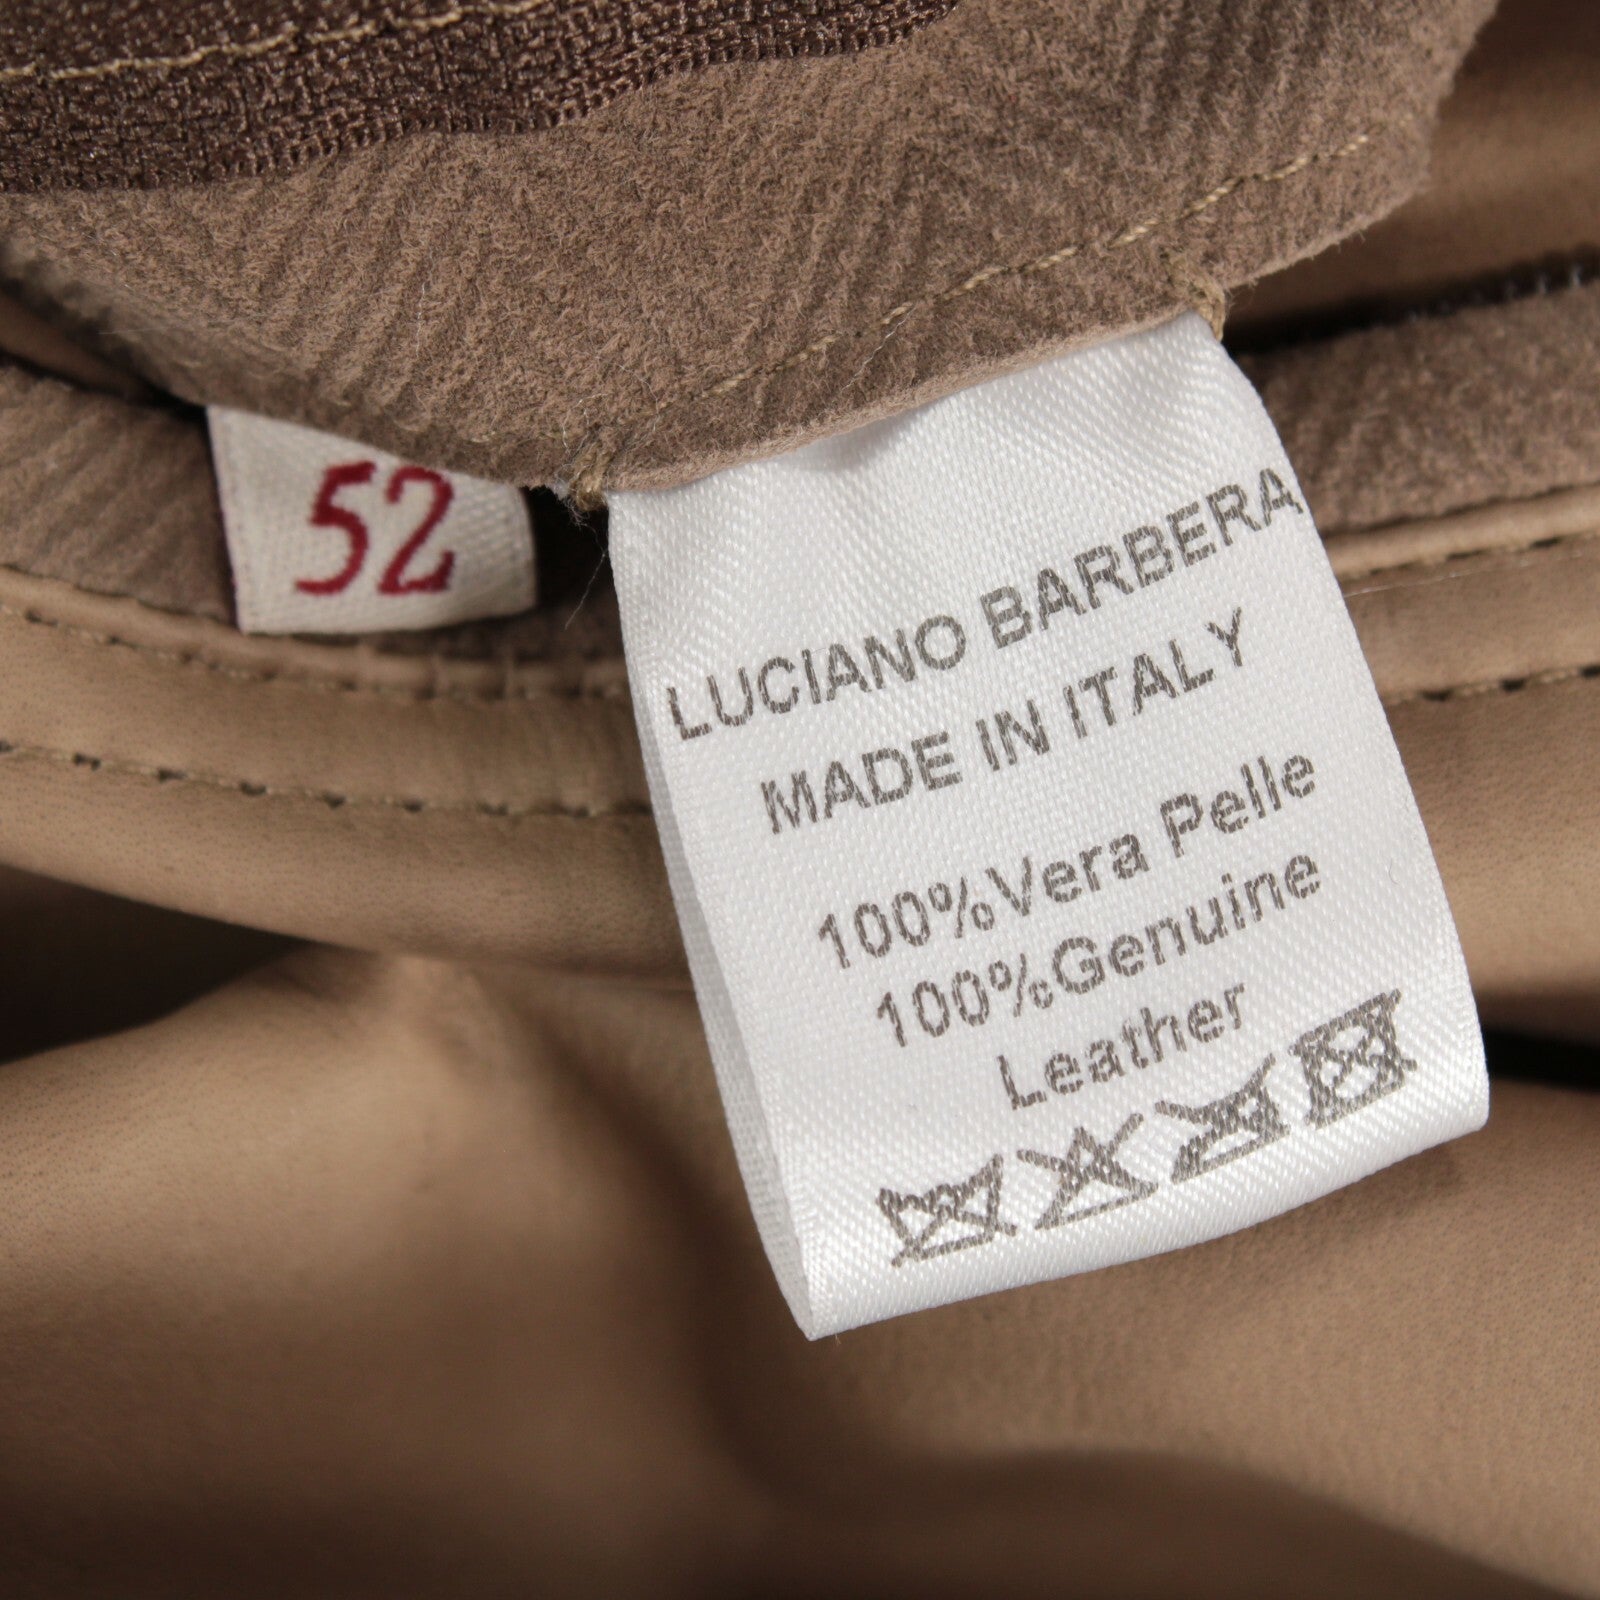 52
LUCIANO BARBERA
MADE IN ITALY
100%Vera Pelle
100%Genuine
Leather